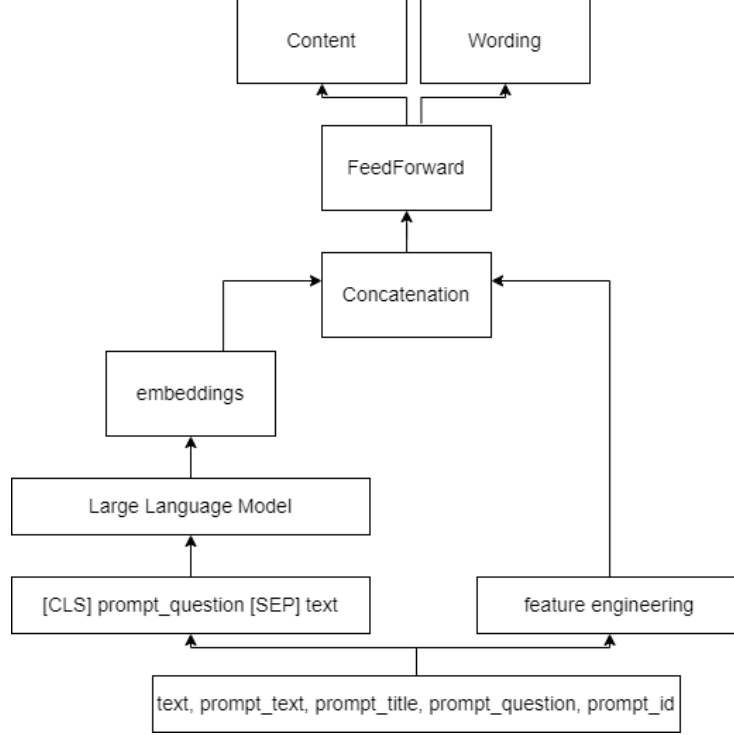 Content
Wording
FeedForward
Concatenation
embeddings
Large Language Model
[CLS] prompt_question [SEP] text
feature engineering
text, prompt_text, prompt_title, prompt_question, prompt_id